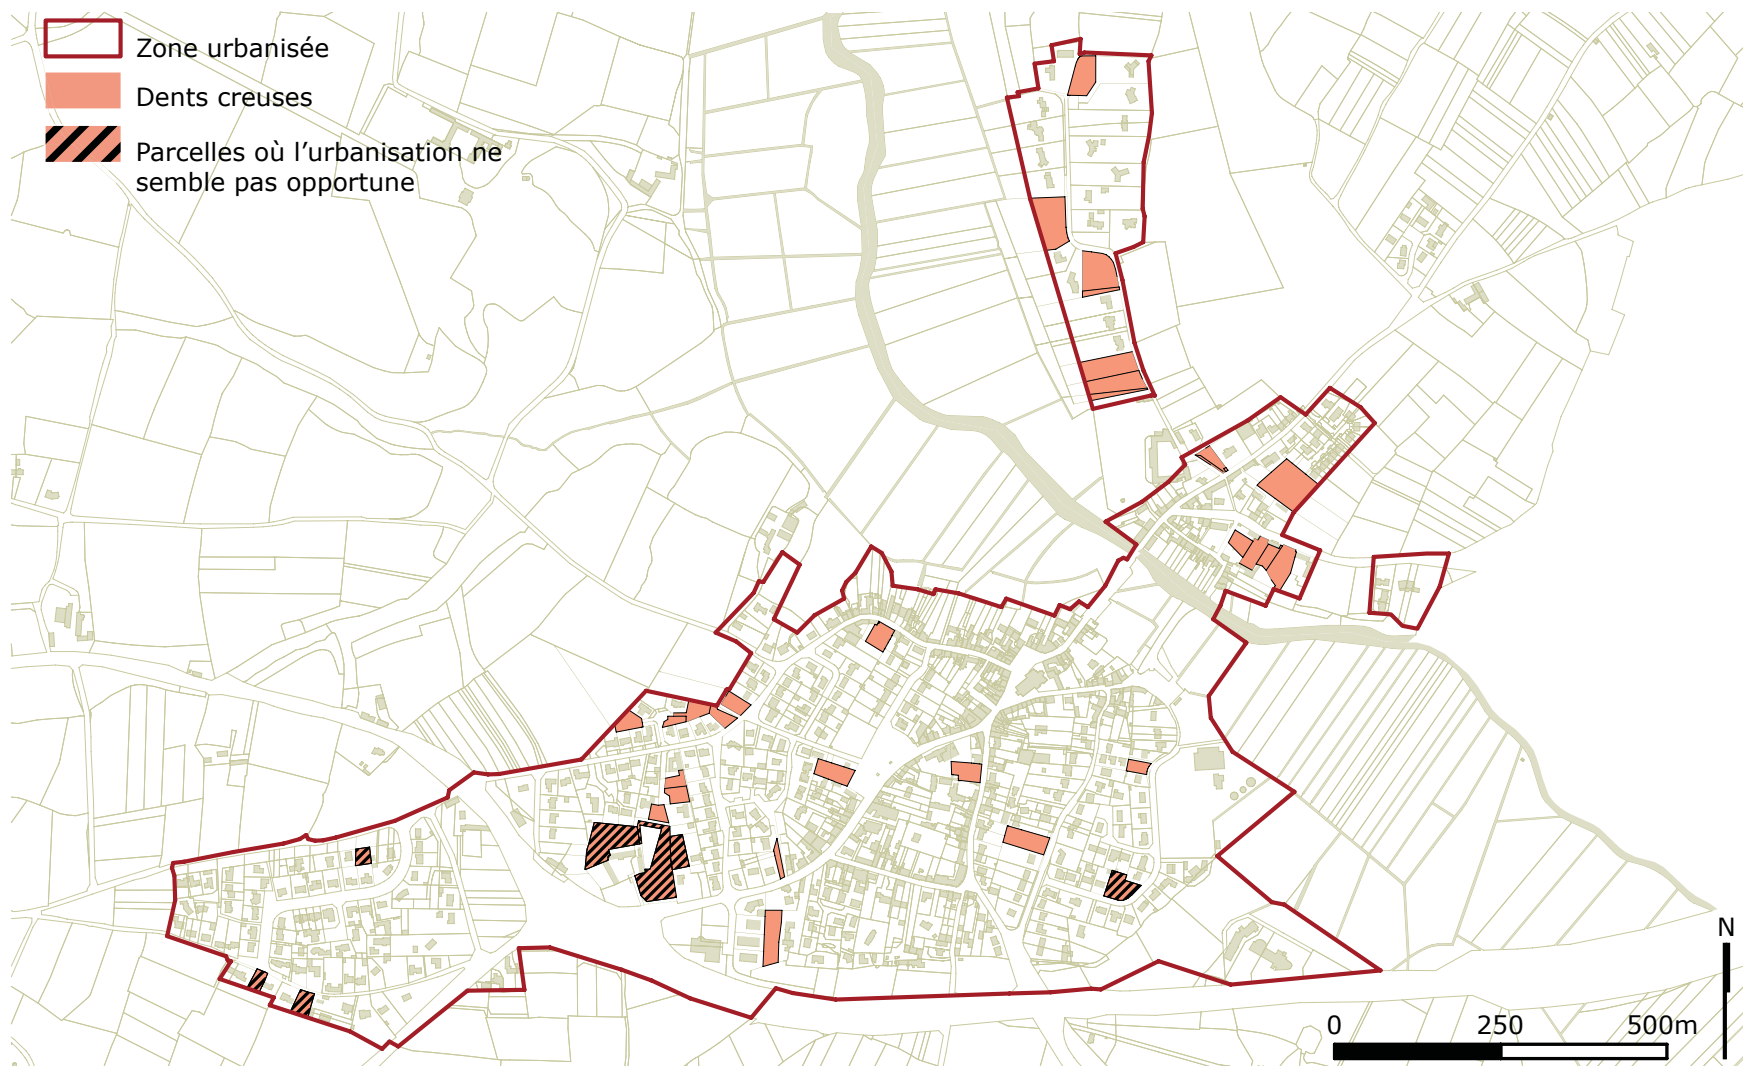 Zone urbanisée
Dents creuses
Parcelles où l'urbanisation ne
semble pas opportune
N
0 250 500m